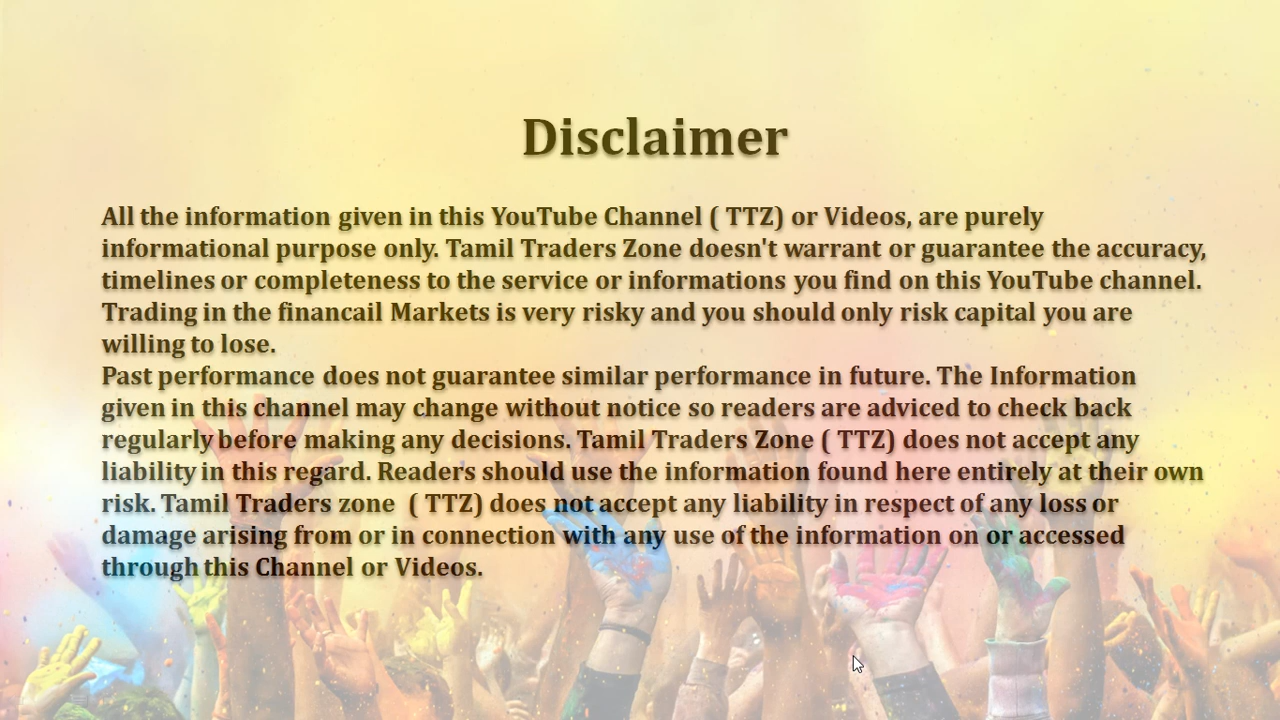 Disclaimer
All the information given in this YouTube Channel ( TTZ) or Videos, are purely
informational purpose only. Tamil Traders Zone doesn't warrant or guarantee the accuracy,
timelines or completeness to the service or informations you find on this YouTube channel.
Trading in the financail Markets is very risky and you should only risk capital you are
willing to lose.
Past performance does not guarantee similar performance in future. The Information
given in this channel may change without notice so readers are adviced to check back
regularly before making any decisions. Tamil Traders Zone ( TTZ) does not accept any
liability in this regard. Readers should use the information found here entirely at their own
risk. Tamil Traders zone  ( TTZ) does not accept any liability in respect of any loss or
damage arising from or in connection with any use of the information on or accessed
through this Channel or Videos.